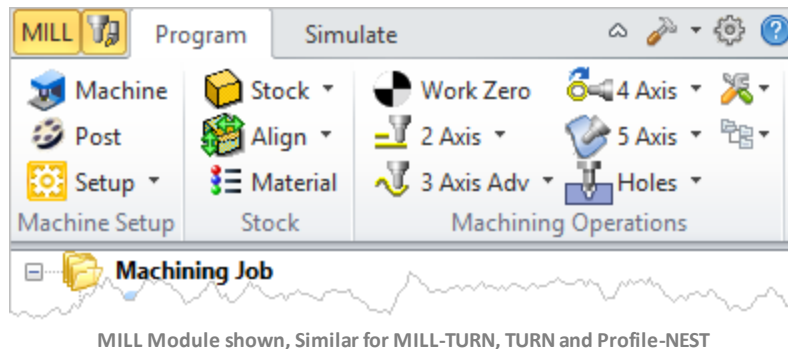 MILL Program Simulate
Machine Stock Work Zero 4 Axis
Post Align 2 Axis 5 Axis
Setup Material 3 Axis Adv Holes
Machine Setup Stock Machining Operations
Machining Job
MILL Module shown, Similar for MILL-TURN, TURN and Profile-NEST